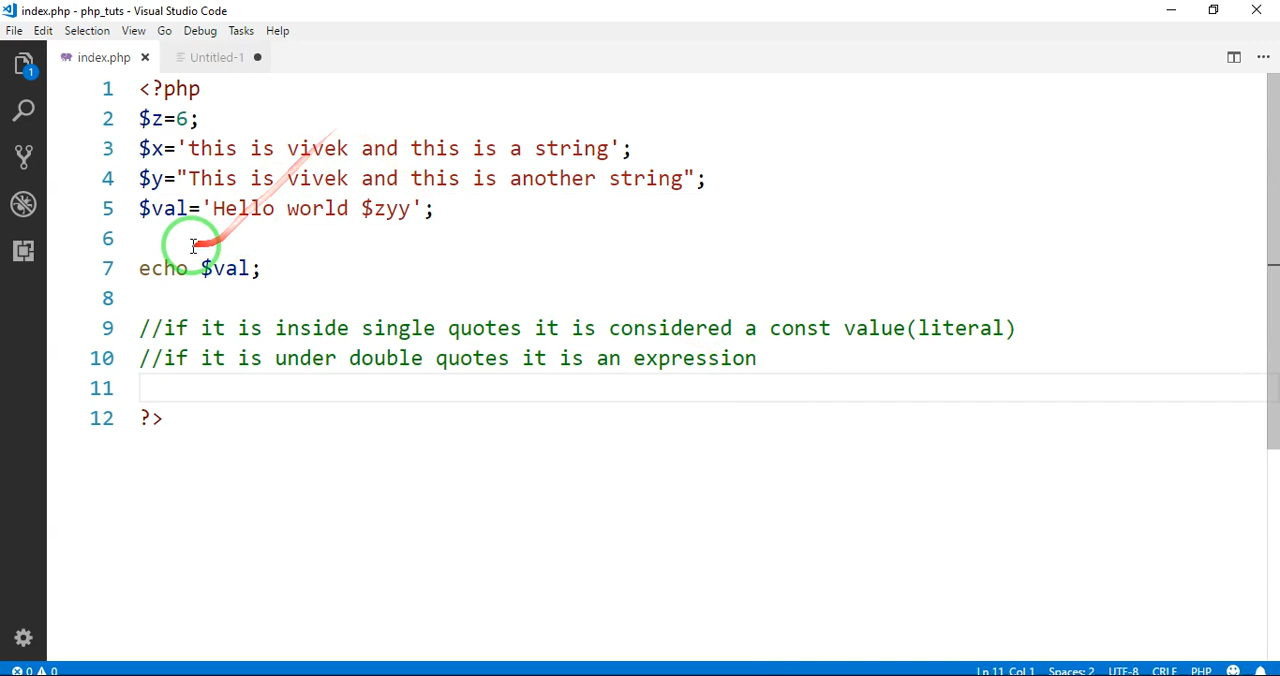 index.php - php_tuts - Visual Studio Code
File Edit Selection View Go Debug Tasks Help
index.php Untitled-1
1
1 <?php
2 $z=6;
3 $x='this is vivek and this is a string';
4 $y="This is vivek and this is another string";
5 $val='Hello world $zyy';
6
7 echo $val;
8
9 //if it is inside single quotes it is considered a const value(literal)
10 //if it is under double quotes it is an expression
11
12 ?>
0 0 Ln 11, Col 1 Spaces: 2 UTF-8 CRLF PHP